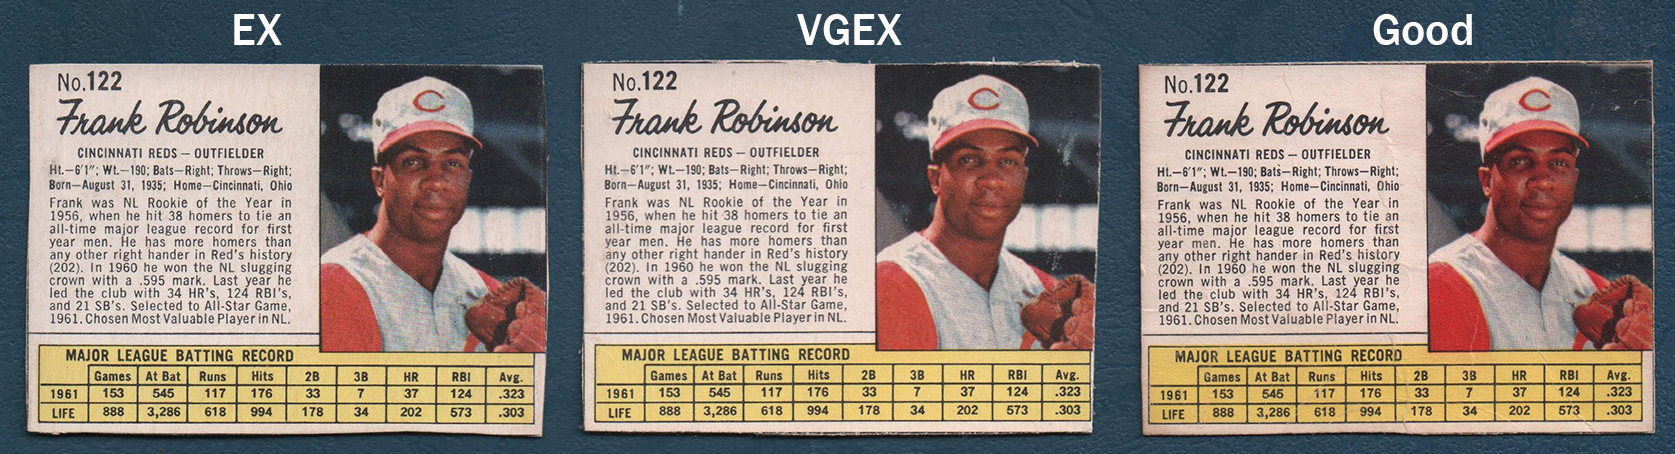 EX
No.122
Frank Robinson
CINCINNATI REDS – OUTFIELDER
Ht.–6'1"; Wt.–190; Bats–Right; Throws–Right;
Born–August 31, 1935; Home–Cincinnati, Ohio
Frank was NL Rookie of the Year in
1956, when he hit 38 homers to tie an
all-time major league record for first
year men. He has more homers than
any other right hander in Red's history
(202). In 1960 he won the NL slugging
crown with a .595 mark. Last year he
led the club with 34 HR's, 124 RBI's,
and 21 SB's. Selected to All-Star Game,
1961. Chosen Most Valuable Player in NL.
C
MAJOR LEAGUE BATTING RECORD
Games At Bat Runs Hits 2B 3B HR RBI Avg.
1961 153 545 117 176 33 7 37 124 .323
LIFE 888 3,286 618 994 178 34 202 573 .303
VGEX
No.122
Frank Robinson
CINCINNATI REDS – OUTFIELDER
Ht.–6'1"; Wt.–190; Bats–Right; Throws–Right;
Born–August 31, 1935; Home–Cincinnati, Ohio
Frank was NL Rookie of the Year in
1956, when he hit 38 homers to tie an
all-time major league record for first
year men. He has more homers than
any other right hander in Red's history
(202). In 1960 he won the NL slugging
crown with a .595 mark. Last year he
led the club with 34 HR's, 124 RBI's,
and 21 SB's. Selected to All-Star Game,
1961. Chosen Most Valuable Player in NL.
C
MAJOR LEAGUE BATTING RECORD
Games At Bat Runs Hits 2B 3B HR RBI Avg.
1961 153 545 117 176 33 7 37 124 .323
LIFE 888 3,286 618 994 178 34 202 573 .303
Good
No.122
Frank Robinson
CINCINNATI REDS – OUTFIELDER
Ht.–6'1"; Wt.–190; Bats–Right; Throws–Right;
Born–August 31, 1935; Home–Cincinnati, Ohio
Frank was NL Rookie of the Year in
1956, when he hit 38 homers to tie an
all-time major league record for first
year men. He has more homers than
any other right hander in Red's history
(202). In 1960 he won the NL slugging
crown with a .595 mark. Last year he
led the club with 34 HR's, 124 RBI's,
and 21 SB's. Selected to All-Star Game,
1961. Chosen Most Valuable Player in NL.
C
MAJOR LEAGUE BATTING RECORD
Games At Bat Runs Hits 2B 3B HR RBI Avg.
1961 153 545 117 176 33 7 37 124 .323
LIFE 888 3,286 618 994 178 34 202 573 .303